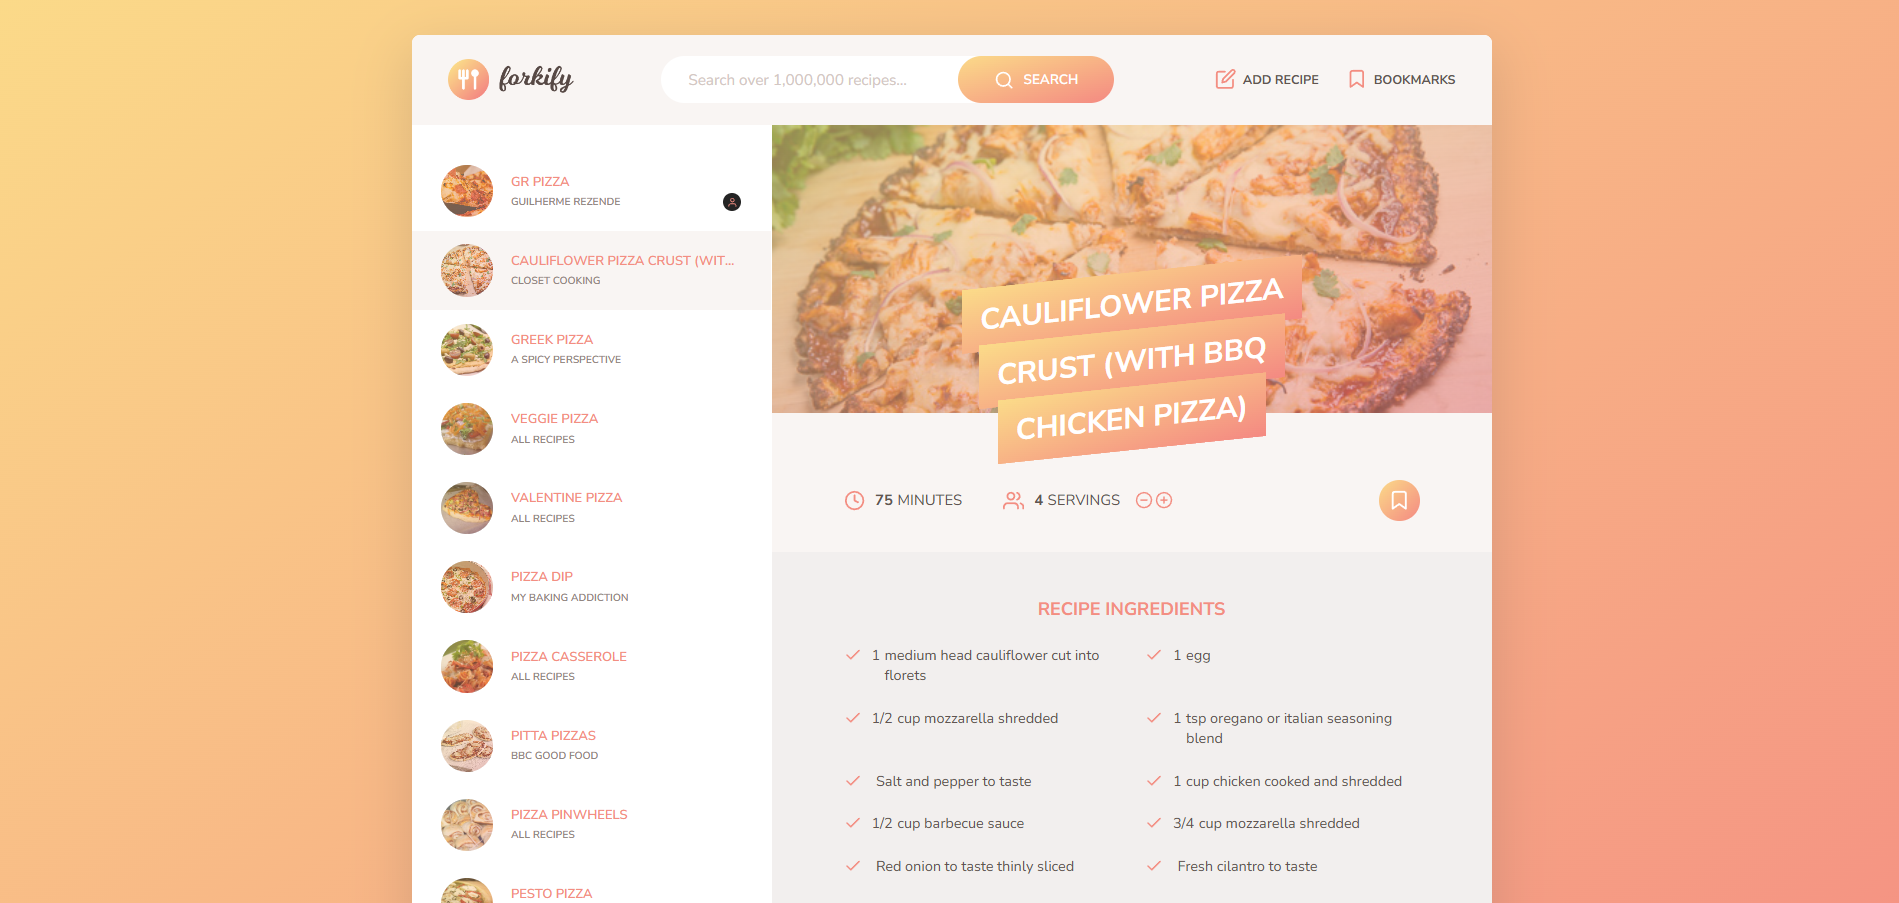 forkify
Search over 1,000,000 recipes...
SEARCH
ADD RECIPE
BOOKMARKS
GR PIZZA
GUILHERME REZENDE
CAULIFLOWER PIZZA CRUST (WIT...
CLOSET COOKING
GREEK PIZZA
A SPICY PERSPECTIVE
VEGGIE PIZZA
ALL RECIPES
VALENTINE PIZZA
ALL RECIPES
PIZZA DIP
MY BAKING ADDICTION
PIZZA CASSEROLE
ALL RECIPES
PITTA PIZZAS
BBC GOOD FOOD
PIZZA PINWHEELS
ALL RECIPES
PESTO PIZZA
CAULIFLOWER PIZZA
CRUST (WITH BBQ
CHICKEN PIZZA)
75 MINUTES
4 SERVINGS
RECIPE INGREDIENTS
1 medium head cauliflower cut into
florets
1 egg
1/2 cup mozzarella shredded
1 tsp oregano or italian seasoning
blend
Salt and pepper to taste
1 cup chicken cooked and shredded
1/2 cup barbecue sauce
3/4 cup mozzarella shredded
Red onion to taste thinly sliced
Fresh cilantro to taste